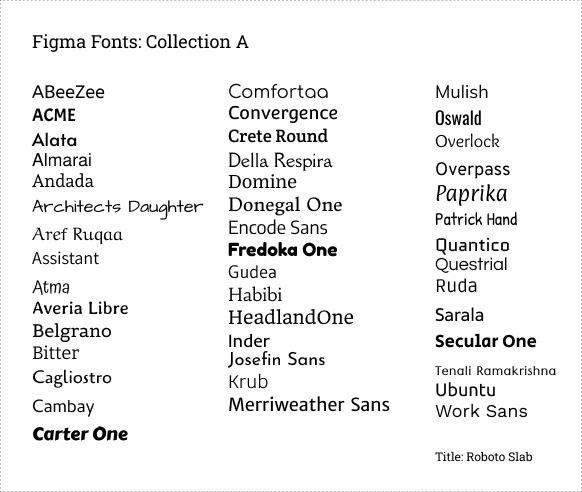 Figma Fonts: Collection A
ABeeZee
ACME
Alata
Almarai
Andada
Architects Daughter
Aref Ruqaa
Assistant
Atma
Averia Libre
Belgrano
Bitter
Cagliostro
Cambay
Carter One
Comfortaa
Convergence
Crete Round
Della Respira
Domine
Donegal One
Encode Sans
Fredoka One
Gudea
Habibi
HeadlandOne
Inder
Josefin Sans
Krub
Merriweather Sans
Mulish
Oswald
Overlock
Overpass
Paprika
Patrick Hand
Quantico
Questrial
Ruda
Sarala
Secular One
Tenali Ramakrishna
Ubuntu
Work Sans
Title: Roboto Slab